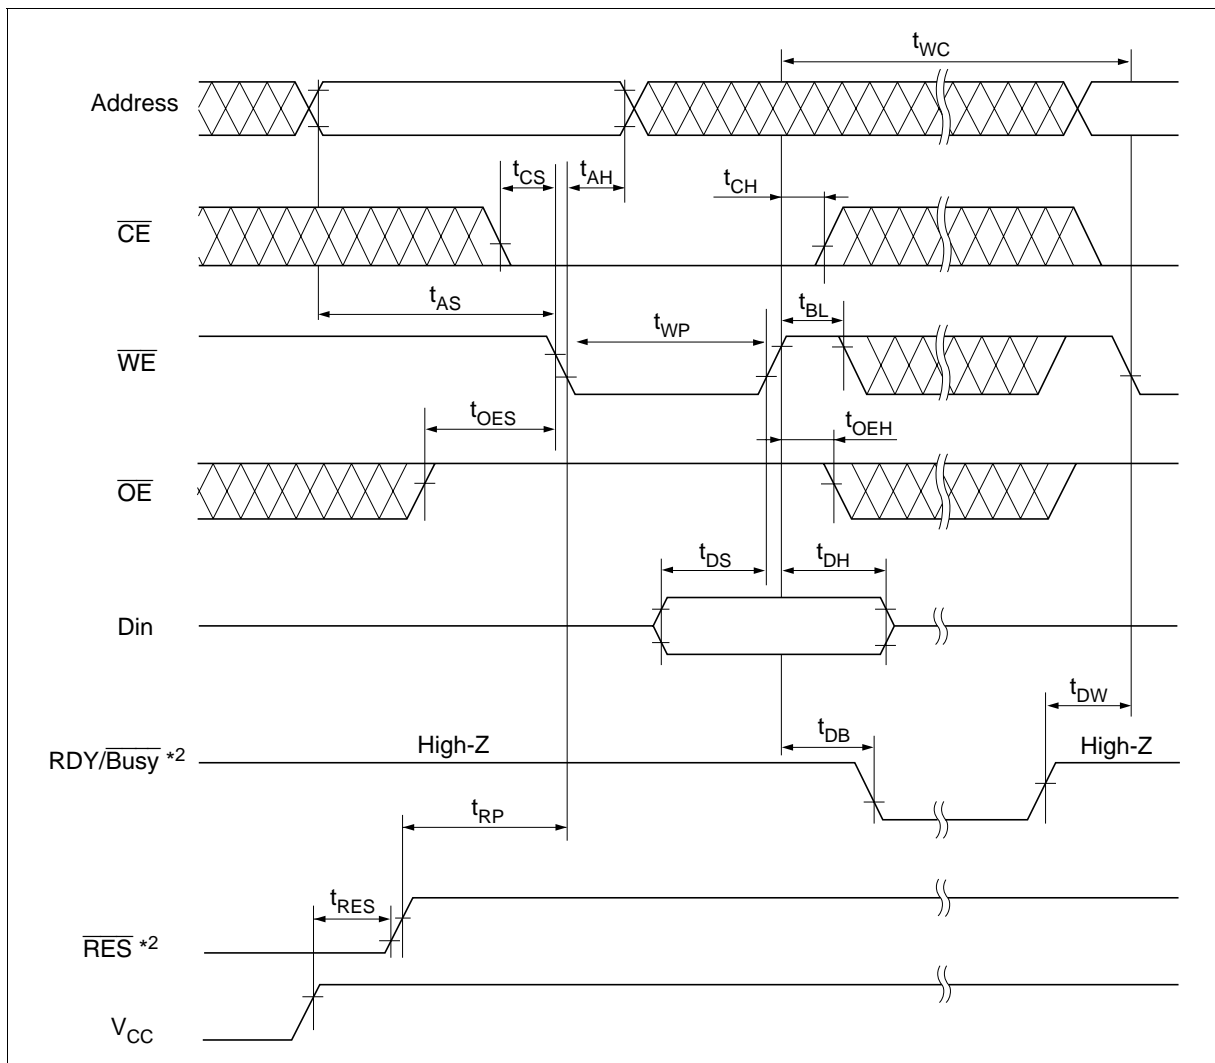 tWC
Address
tCS
tAH
tCH
CE
tAS
tWP
tBL
WE
tOES
tOEH
OE
tDS
tDH
Din
tDW
tDB
RDY/Busy *2
High-Z
High-Z
tRP
tRES
RES *2
VCC